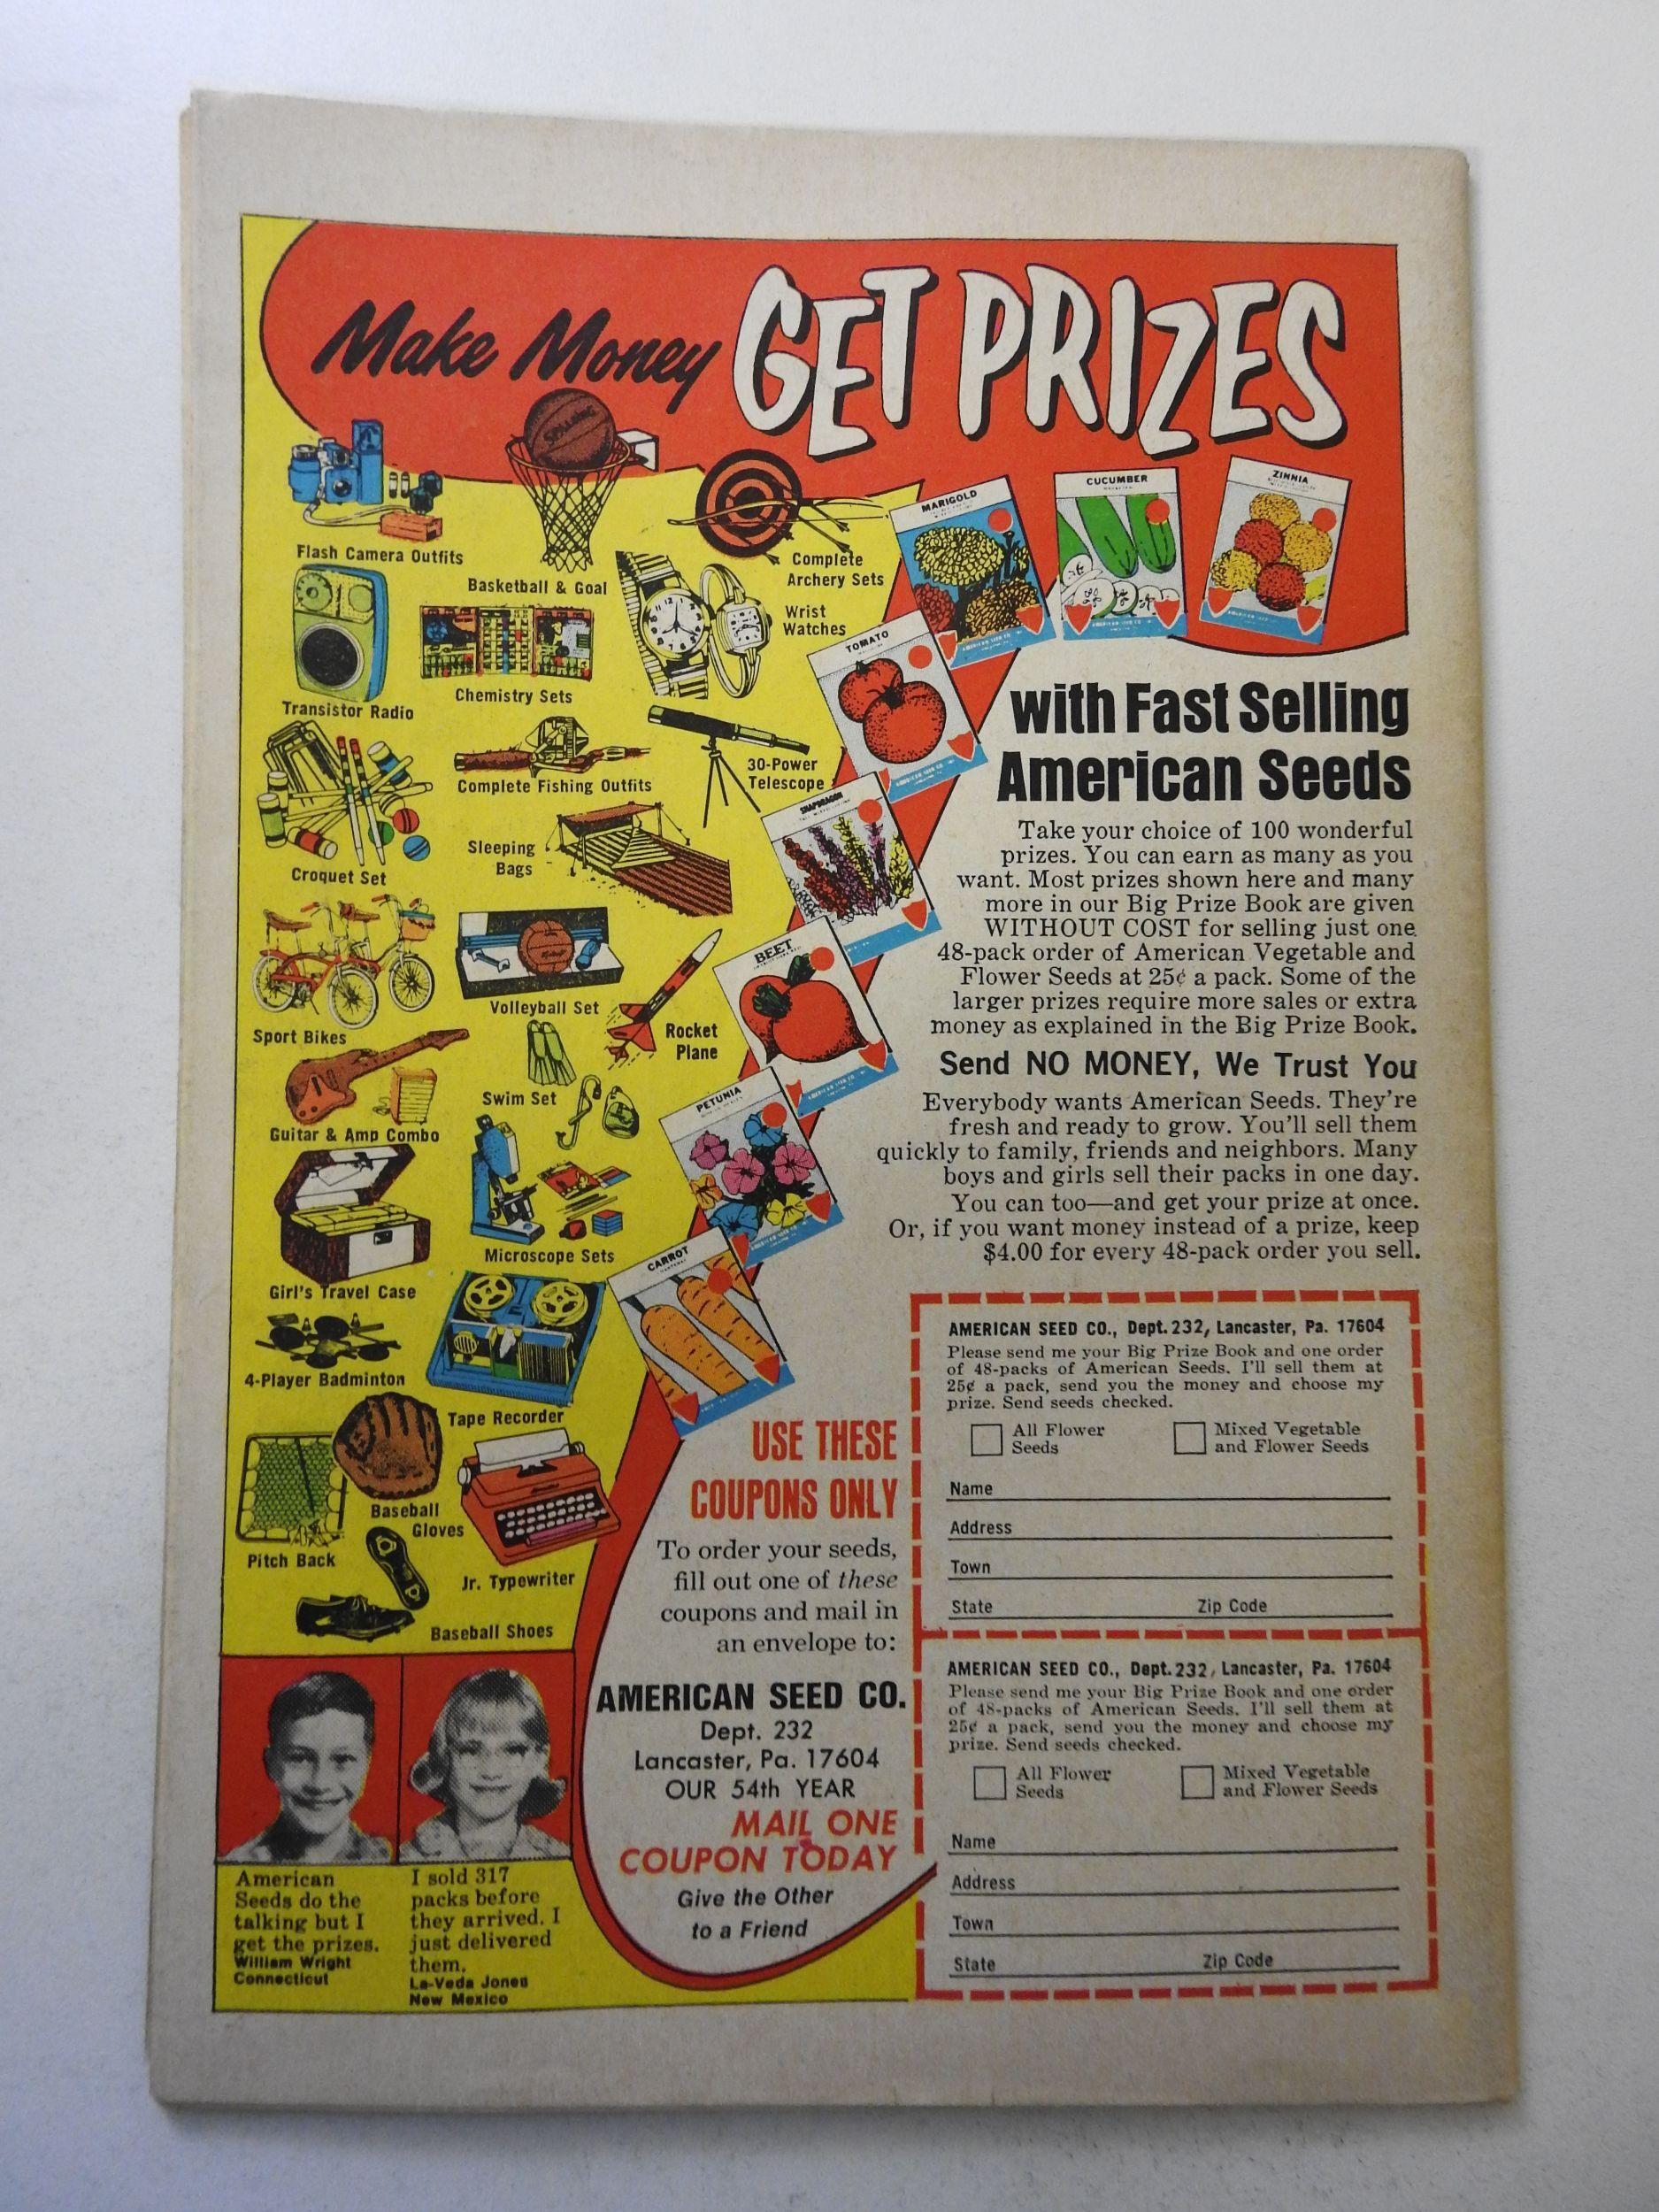 Make Money GET PRIZES
SPALDING
Flash Camera Outfits
Basketball & Goal
Complete
Archery Sets
Wrist
Watches
Transistor Radio
Chemistry Sets
Complete Fishing Outfits
30-Power
Telescope
Croquet Set
Sleeping
Bags
Sport Bikes
Volleyball Set
Rocket
Plane
Guitar & Amp Combo
Swim Set
Girl's Travel Case
Microscope Sets
4-Player Badminton
Tape Recorder
Pitch Back
Baseball
Gloves
Jr. Typewriter
Baseball Shoes
MARIGOLD
CUCUMBER
ZINNIA
TOMATO
SNAPDRAGON
BEET
PETUNIA
CARROT
with Fast Selling
American Seeds
Take your choice of 100 wonderful
prizes. You can earn as many as you
want. Most prizes shown here and many
more in our Big Prize Book are given
WITHOUT COST for selling just one
48-pack order of American Vegetable and
Flower Seeds at 25¢ a pack. Some of the
larger prizes require more sales or extra
money as explained in the Big Prize Book.
Send NO MONEY, We Trust You
Everybody wants American Seeds. They're
fresh and ready to grow. You'll sell them
quickly to family, friends and neighbors. Many
boys and girls sell their packs in one day.
You can too—and get your prize at once.
Or, if you want money instead of a prize, keep
$4.00 for every 48-pack order you sell.
USE THESE
COUPONS ONLY
To order your seeds,
fill out one of these
coupons and mail in
an envelope to:
AMERICAN SEED CO.
Dept. 232
Lancaster, Pa. 17604
OUR 54th YEAR
MAIL ONE
COUPON TODAY
Give the Other
to a Friend
AMERICAN SEED CO., Dept. 232, Lancaster, Pa. 17604
Please send me your Big Prize Book and one order
of 48-packs of American Seeds. I'll sell them at
25¢ a pack, send you the money and choose my
prize. Send seeds checked.
All Flower
Seeds
Mixed Vegetable
and Flower Seeds
Name
Address
Town
State Zip Code
AMERICAN SEED CO., Dept. 232, Lancaster, Pa. 17604
Please send me your Big Prize Book and one order
of 48-packs of American Seeds. I'll sell them at
25¢ a pack, send you the money and choose my
prize. Send seeds checked.
All Flower
Seeds
Mixed Vegetable
and Flower Seeds
Name
Address
Town
State Zip Code
American
Seeds do the
talking but I
get the prizes.
William Wright
Connecticut
I sold 317
packs before
they arrived. I
just delivered
them.
La-Veda Jones
New Mexico